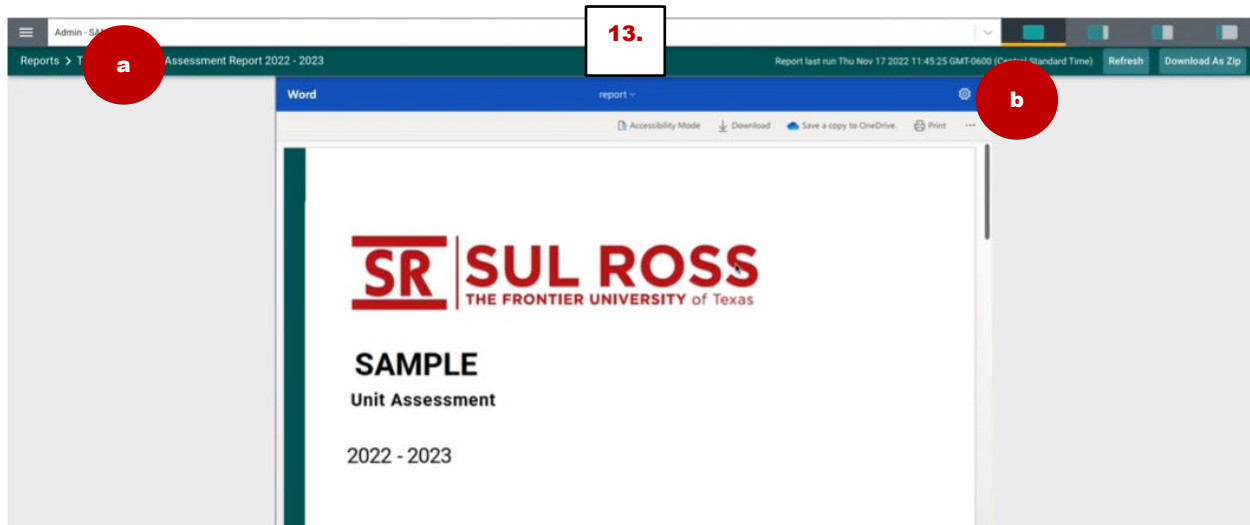 13.
Admin - SA
Reports > T a Assessment Report 2022 - 2023
Report last run Thu Nov 17 2022 11:45:25 GMT-0600 (Central Standard Time) Refresh Download As Zip
b
Word report
Accessibility Mode Download Save a copy to OneDrive Print ...
SR SUL ROSS
THE FRONTIER UNIVERSITY of Texas
SAMPLE
Unit Assessment
2022 - 2023